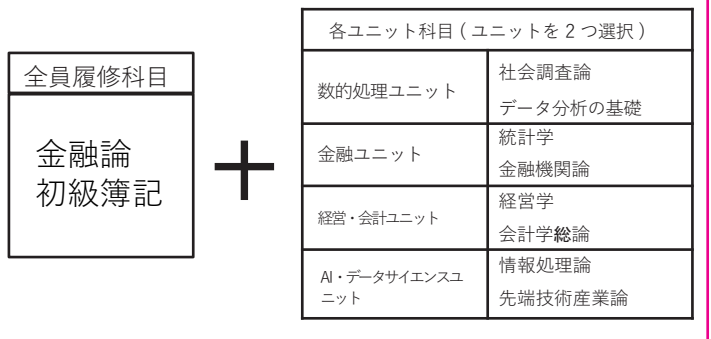 全員履修科目
金融論
初級簿記
+
各ユニット科目 ( ユニットを 2 つ選択 )
数的処理ユニット
社会調査論
データ分析の基礎
金融ユニット
統計学
金融機関論
経営・会計ユニット
経営学
会計学総論
AI・データサイエンスユ
ニット
情報処理論
先端技術産業論